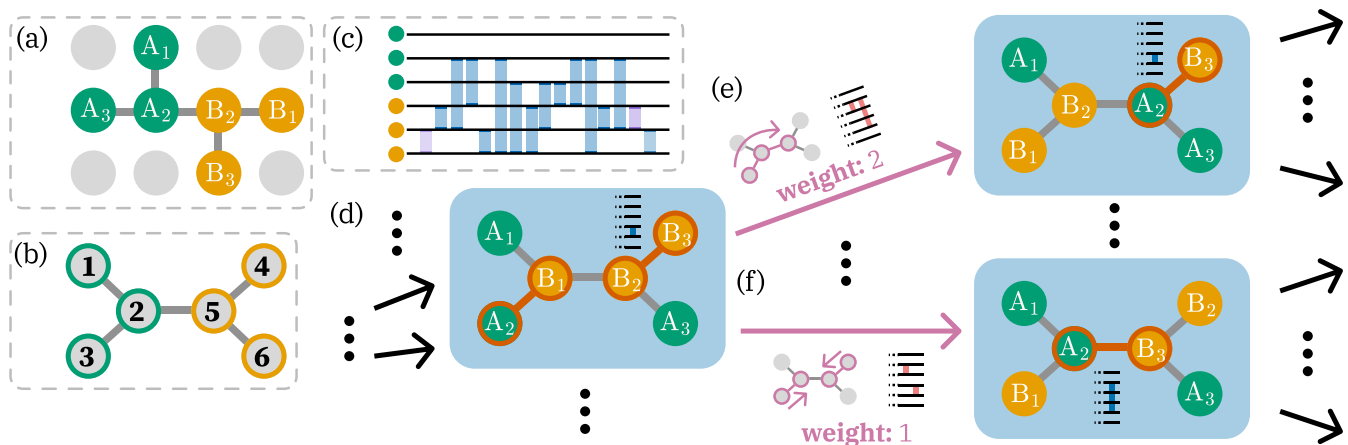 (a)
A1
A3 A2 B2 B1
B3
(b)
1 4
2 5
3 6
(c)
(d)
A1 B3
B1 B2
A2 A3
(e)
weight: 2
A1 B3
B2 A2
B1 A3
(f)
weight: 1
A1 B2
A2 B3
B1 A3